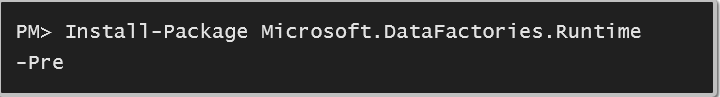 PM> Install-Package Microsoft.DataFactories.Runtime
-Pre